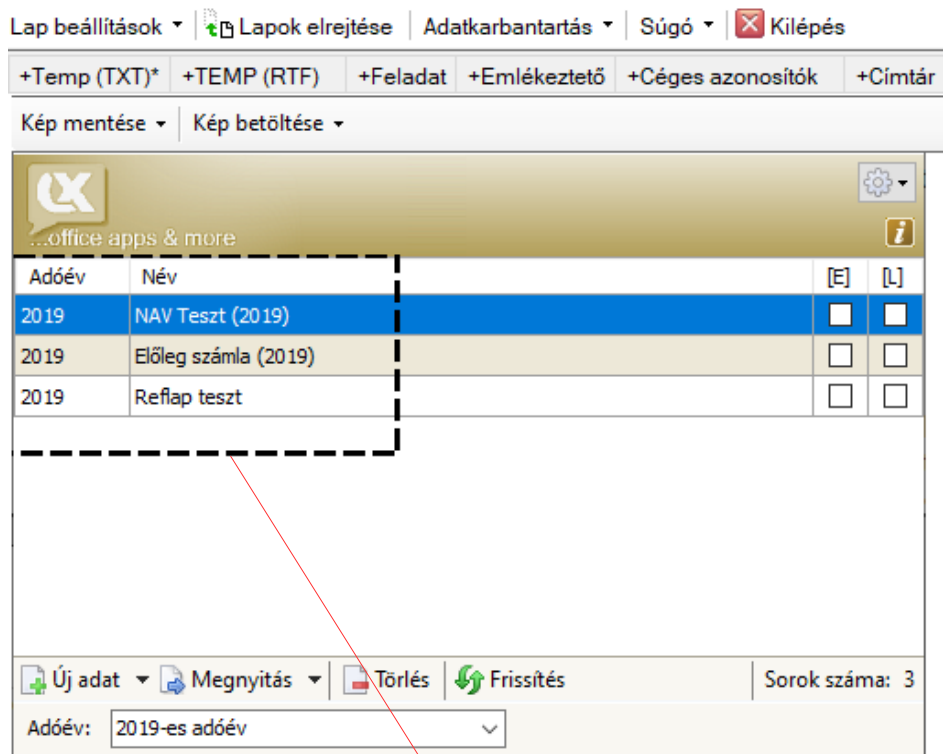 Lap beállítások Lapok elrejtése Adatkarbantartás Súgó Kilépés
+Temp (TXT)* +TEMP (RTF) +Feladat +Emlékeztető +Céges azonosítók +Címtár
Kép mentése Kép betöltése
...office apps & more
Adóév Név [E] [L]
2019 NAV Teszt (2019)
2019 Előleg számla (2019)
2019 Reflap teszt
Új adat Megnyitás Törlés Frissítés Sorok száma: 3
Adóév: 2019-es adóév